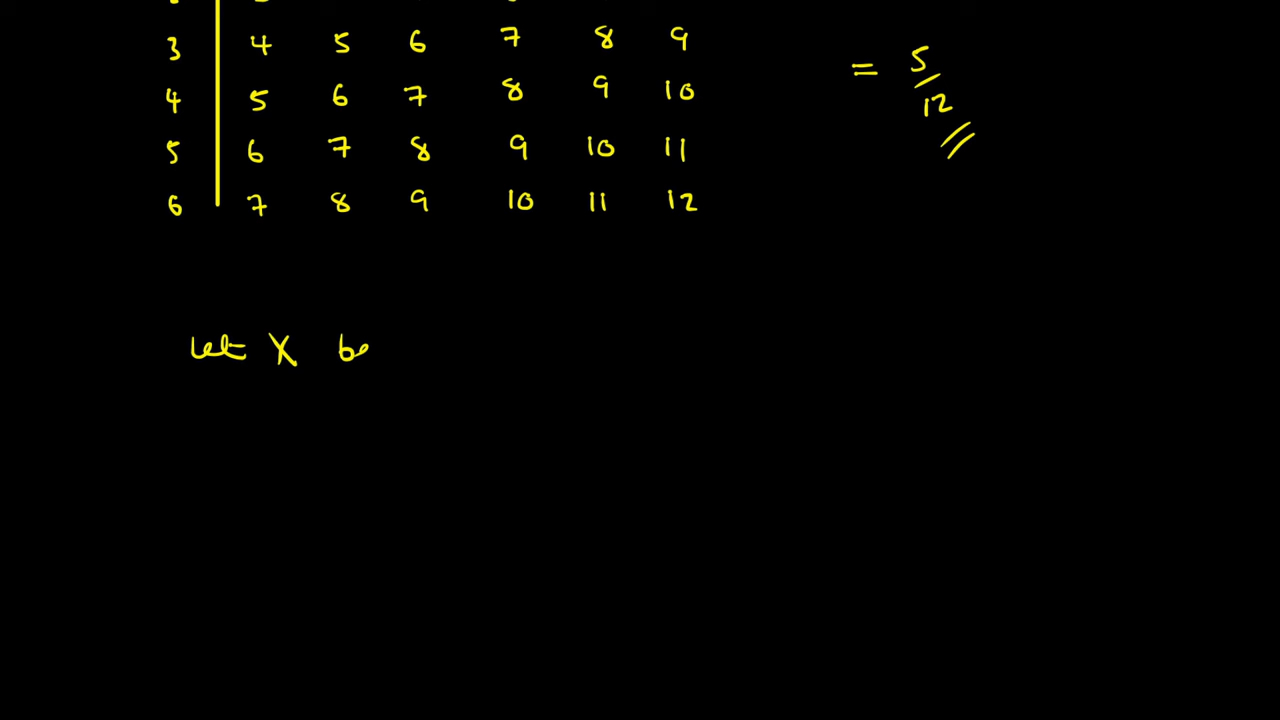 3 4 5 6 7 8 9
= 5/12
4 5 6 7 8 9 10
5 6 7 8 9 10 11
6 7 8 9 10 11 12
let X be